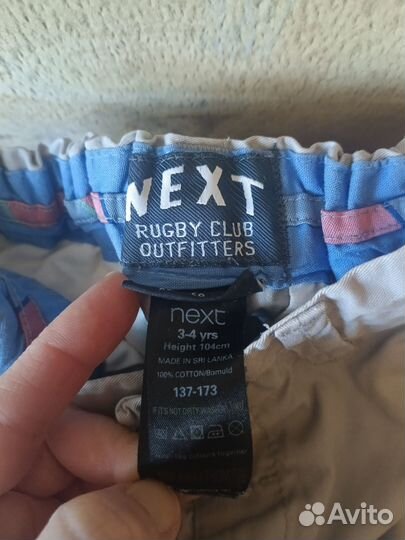 NEXT
RUGBY CLUB
OUTFITTERS
next
3-4 yrs
Height 104cm
MADE IN SRI LANKA
100% COTTON/Bomuld
137-173
Avito